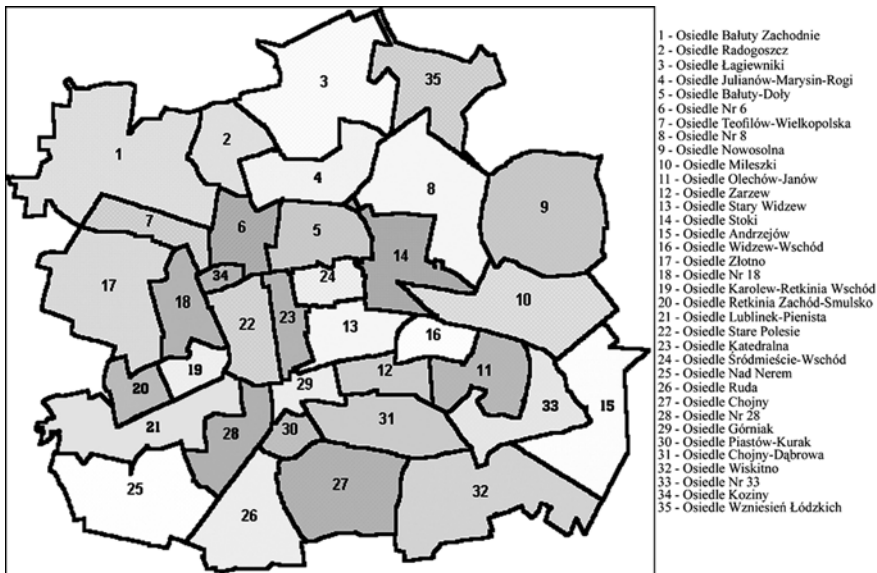 3
35
2
1
4
8
9
7
6
5
14
34
24
17
18
10
22
23
13
16
19
12
11
20
29
33
15
21
28
30
31
25
27
32
26
1 - Osiedle Bałuty Zachodnie
2 - Osiedle Radogoszcz
3 - Osiedle Łagiewniki
4 - Osiedle Julianów-Marysin-Rogi
5 - Osiedle Bałuty-Doły
6 - Osiedle Nr 6
7 - Osiedle Teofilów-Wielkopolska
8 - Osiedle Nr 8
9 - Osiedle Nowosolna
10 - Osiedle Mileszki
11 - Osiedle Olechów-Janów
12 - Osiedle Zarzew
13 - Osiedle Stary Widzew
14 - Osiedle Stoki
15 - Osiedle Andrzejów
16 - Osiedle Widzew-Wschód
17 - Osiedle Złotno
18 - Osiedle Nr 18
19 - Osiedle Karolew-Retkinia Wschód
20 - Osiedle Retkinia Zachód-Smulsko
21 - Osiedle Lublinek-Pienista
22 - Osiedle Stare Polesie
23 - Osiedle Katedralna
24 - Osiedle Śródmieście-Wschód
25 - Osiedle Nad Nerem
26 - Osiedle Ruda
27 - Osiedle Chojny
28 - Osiedle Nr 28
29 - Osiedle Górniak
30 - Osiedle Piastów-Kurak
31 - Osiedle Chojny-Dąbrowa
32 - Osiedle Wiskitno
33 - Osiedle Nr 33
34 - Osiedle Koziny
35 - Osiedle Wzniesień Łódzkich